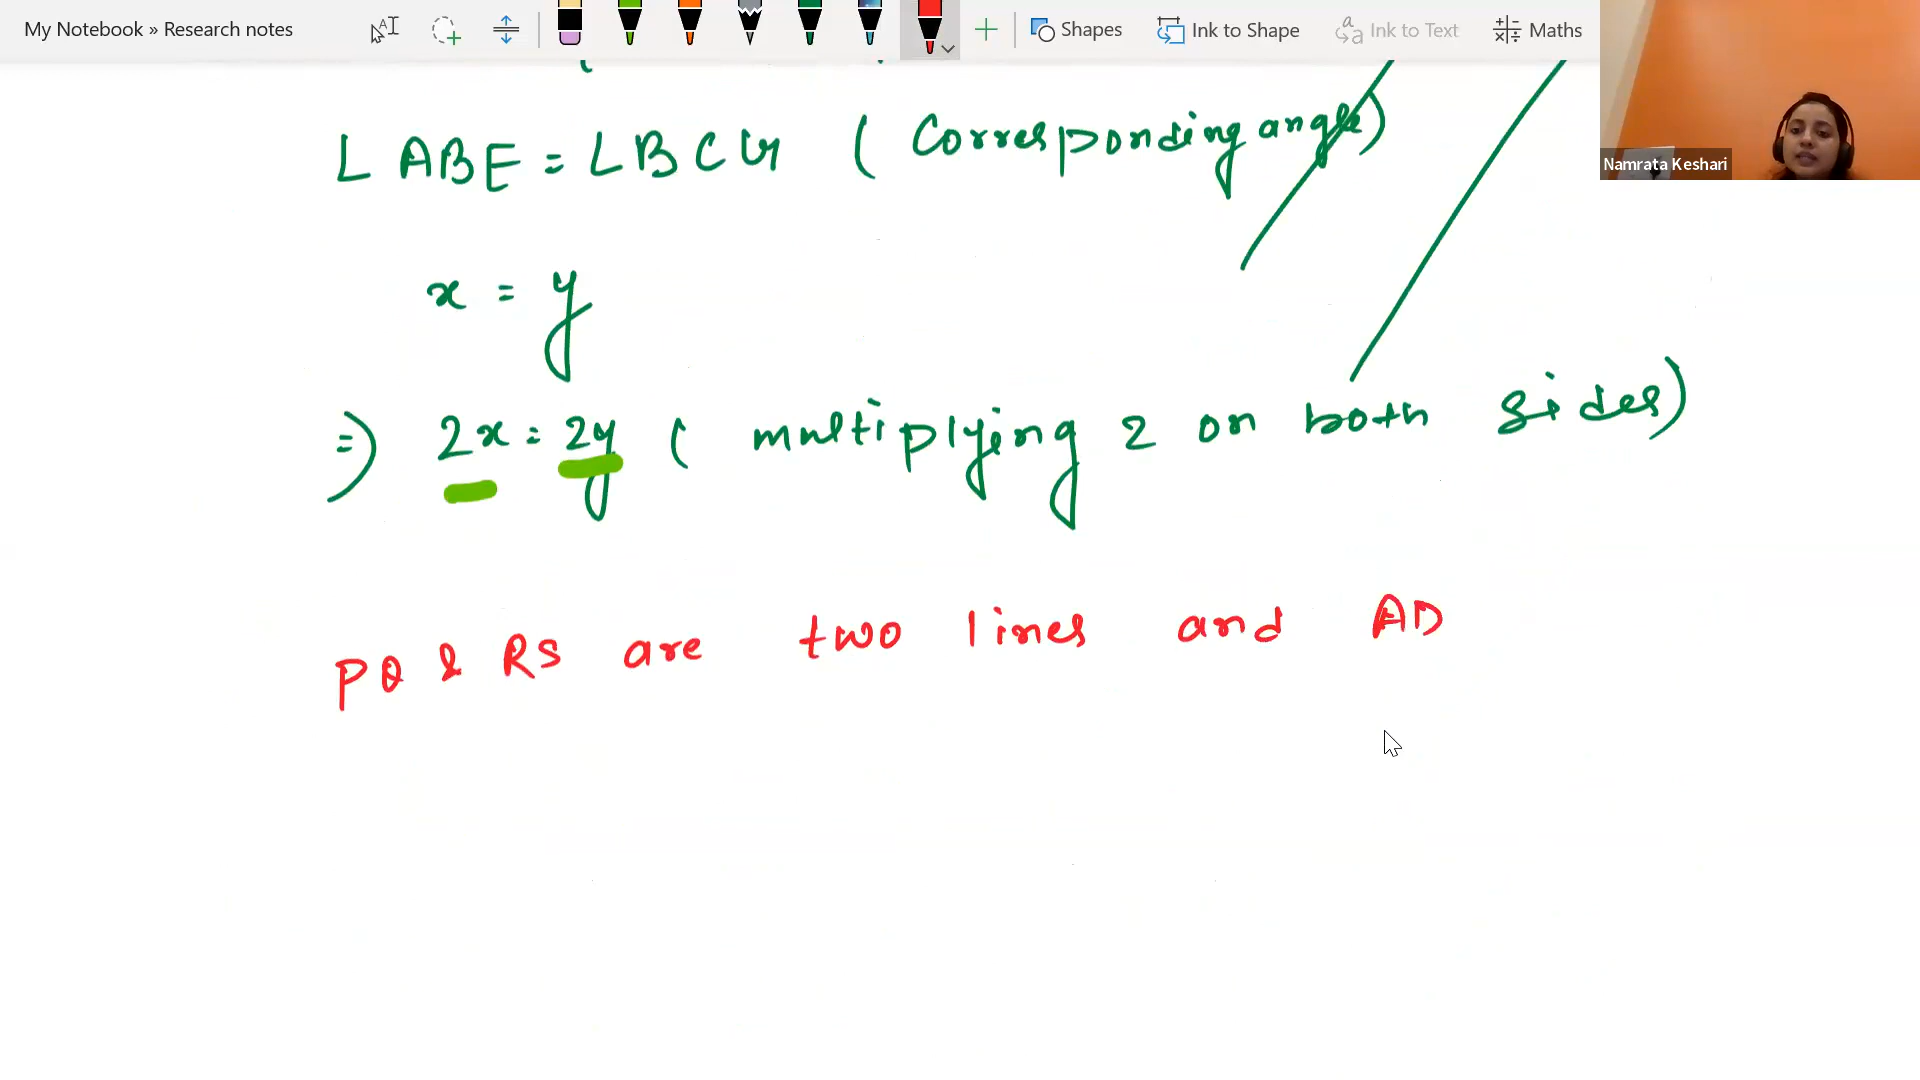 My Notebook » Research notes
Shapes
Ink to Shape
Ink to Text
Maths
Namrata Keshari
∠ABE = ∠BCG (Corresponding angle)
x = y
⇒ 2x = 2y (multiplying 2 on both sides)
PQ & RS are two lines and AD